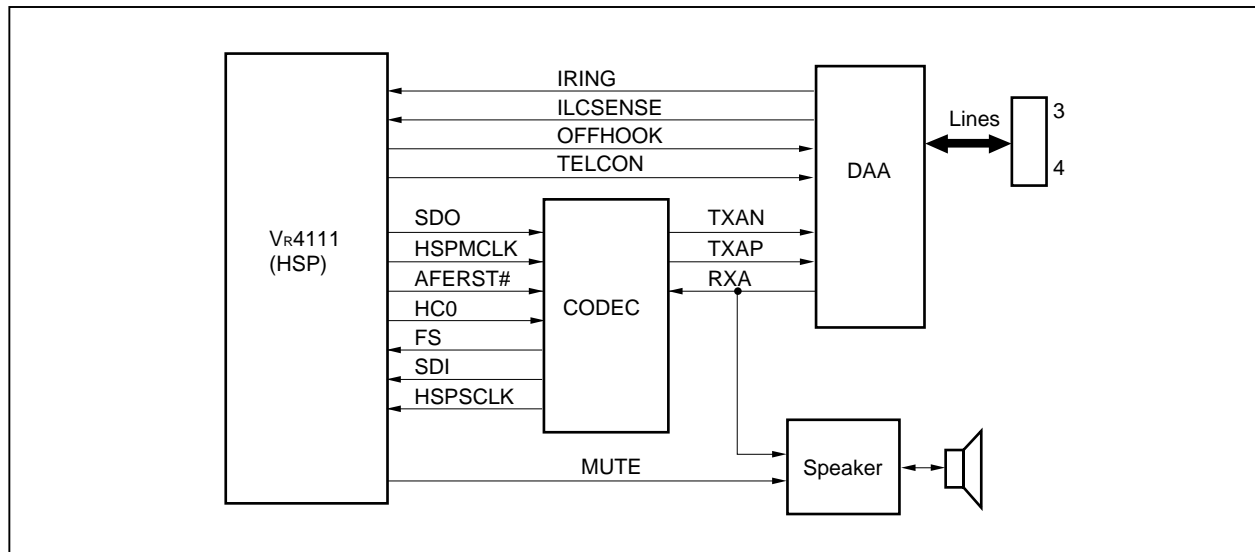 IRING
ILCSENSE
OFFHOOK
TELCON
Lines
3
4
DAA
VR4111
(HSP)
SDO
HSPMCLK
AFERST#
HC0
FS
SDI
HSPSCLK
CODEC
TXAN
TXAP
RXA
MUTE
Speaker